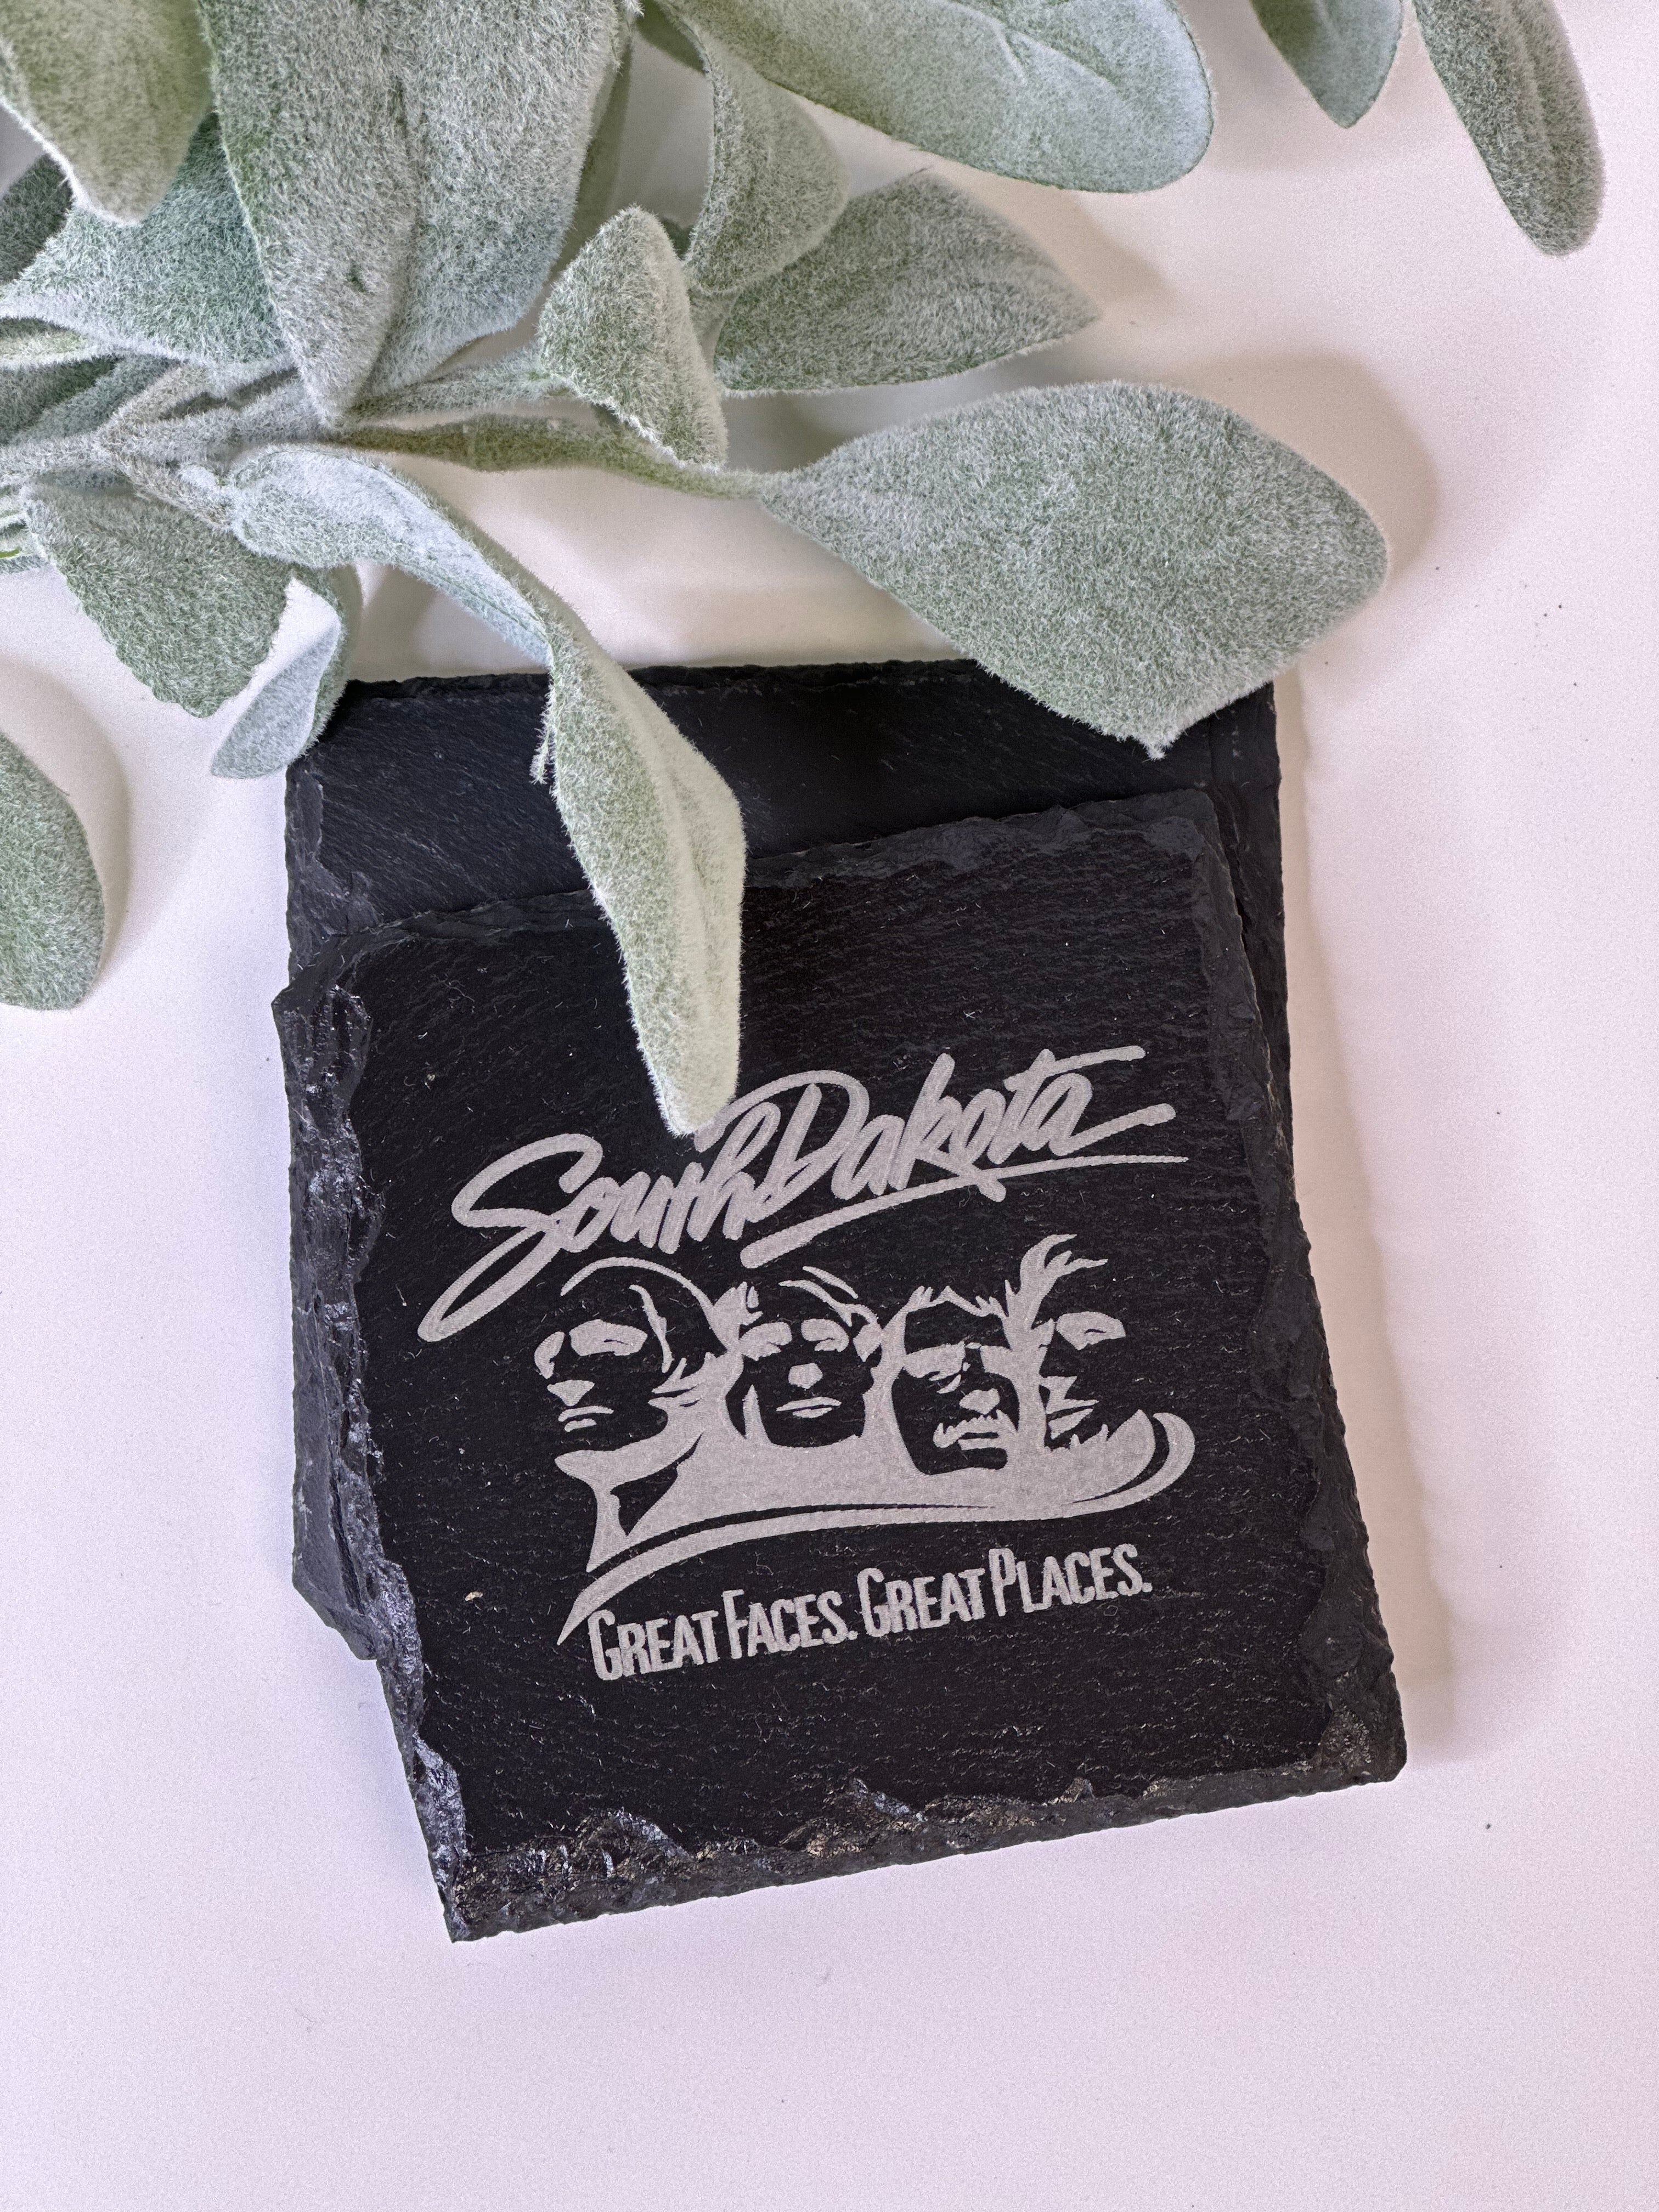 South Dakota
GREAT FACES. GREAT PLACES.